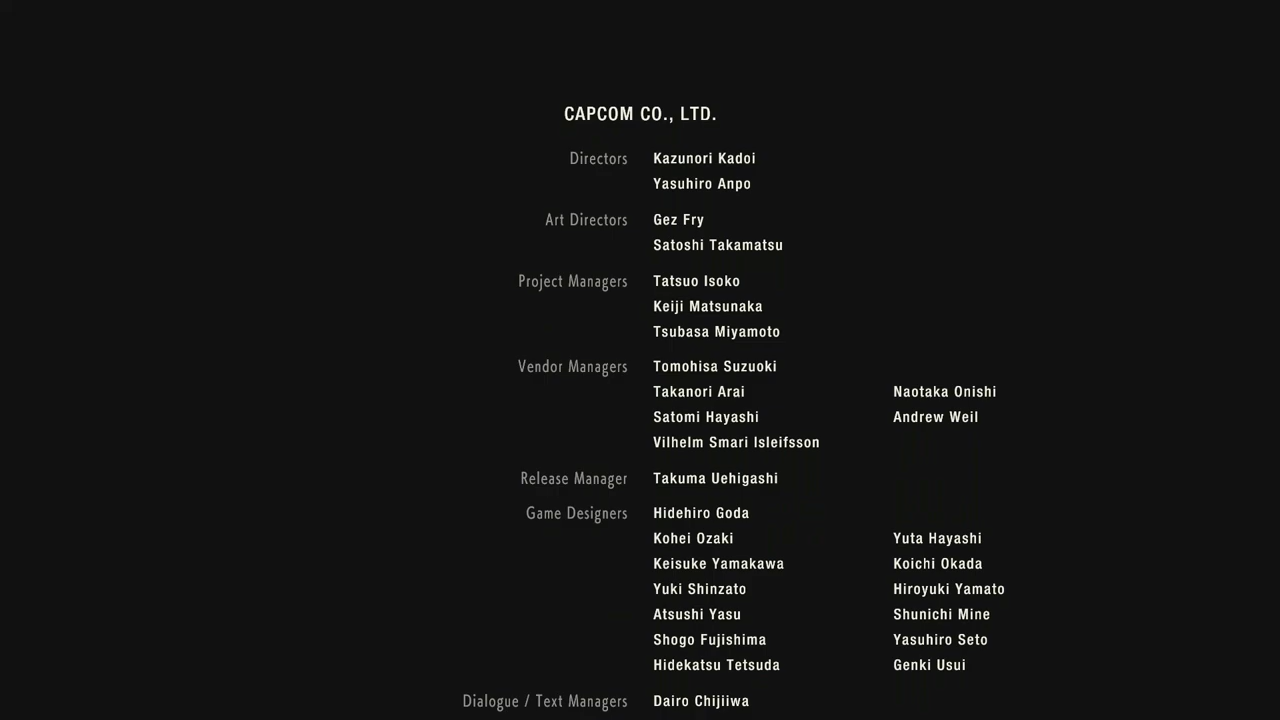 CAPCOM CO., LTD.
Directors Kazunori Kadoi
Yasuhiro Anpo
Art Directors Gez Fry
Satoshi Takamatsu
Project Managers Tatsuo Isoko
Keiji Matsunaka
Tsubasa Miyamoto
Vendor Managers Tomohisa Suzuoki
Takanori Arai Naotaka Onishi
Satomi Hayashi Andrew Weil
Vilhelm Smari Isleifsson
Release Manager Takuma Uehigashi
Game Designers Hidehiro Goda
Kohei Ozaki Yuta Hayashi
Keisuke Yamakawa Koichi Okada
Yuki Shinzato Hiroyuki Yamato
Atsushi Yasu Shunichi Mine
Shogo Fujishima Yasuhiro Seto
Hidekatsu Tetsuda Genki Usui
Dialogue / Text Managers Dairo Chijiiwa